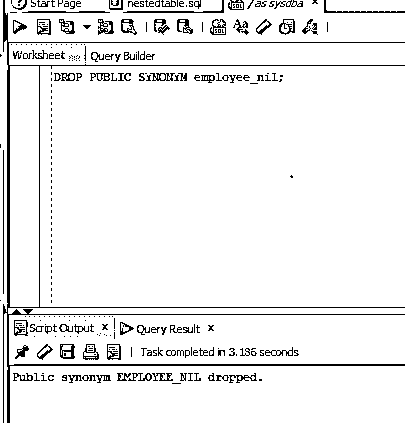 Start Page nestedtable.sql / as sysdba ×
Worksheet Query Builder
DROP PUBLIC SYNONYM employee_nil;
Script Output × Query Result ×
Task completed in 3.186 seconds
Public synonym EMPLOYEE_NIL dropped.